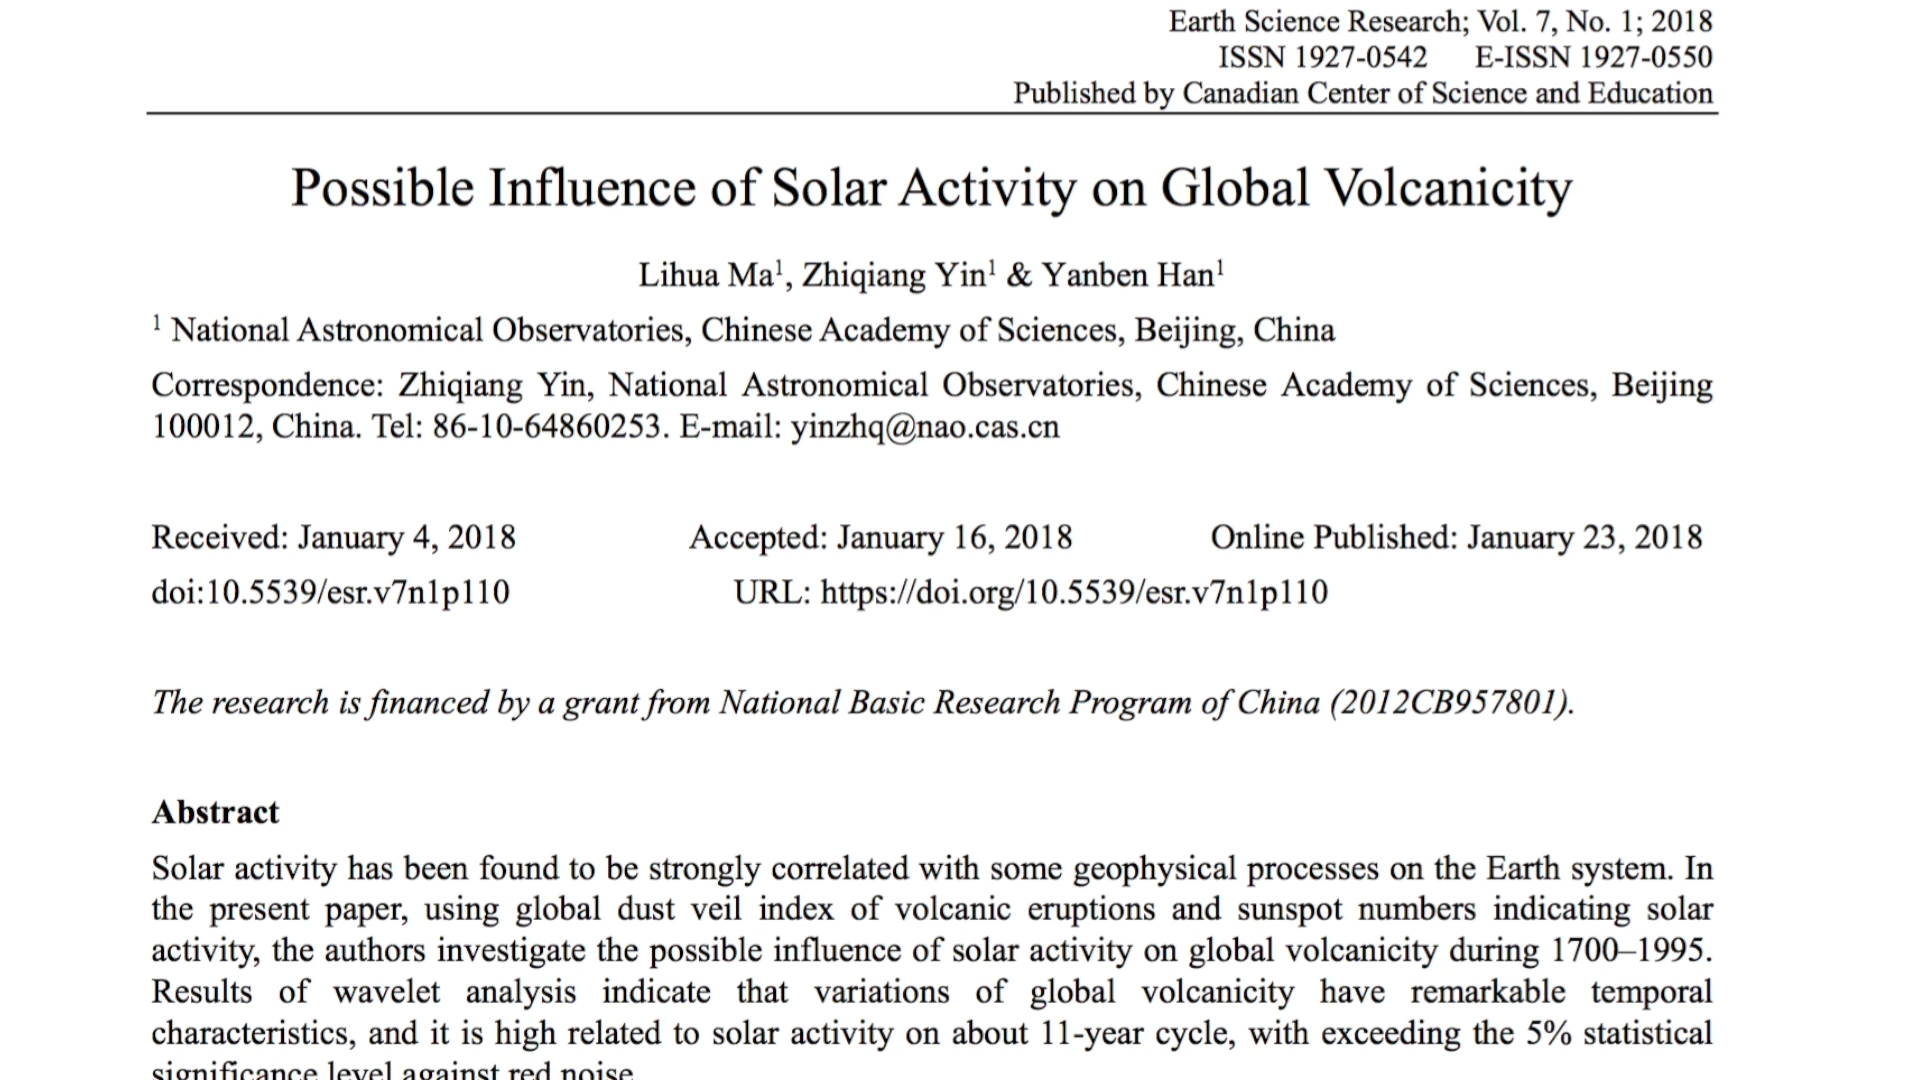 Earth Science Research; Vol. 7, No. 1; 2018
ISSN 1927-0542 E-ISSN 1927-0550
Published by Canadian Center of Science and Education
Possible Influence of Solar Activity on Global Volcanicity
Lihua Ma¹, Zhiqiang Yin¹ & Yanben Han¹
¹ National Astronomical Observatories, Chinese Academy of Sciences, Beijing, China
Correspondence: Zhiqiang Yin, National Astronomical Observatories, Chinese Academy of Sciences, Beijing
100012, China. Tel: 86-10-64860253. E-mail: yinzhq@nao.cas.cn
Received: January 4, 2018 Accepted: January 16, 2018 Online Published: January 23, 2018
doi:10.5539/esr.v7n1p110 URL: https://doi.org/10.5539/esr.v7n1p110
The research is financed by a grant from National Basic Research Program of China (2012CB957801).
Abstract
Solar activity has been found to be strongly correlated with some geophysical processes on the Earth system. In
the present paper, using global dust veil index of volcanic eruptions and sunspot numbers indicating solar
activity, the authors investigate the possible influence of solar activity on global volcanicity during 1700–1995.
Results of wavelet analysis indicate that variations of global volcanicity have remarkable temporal
characteristics, and it is high related to solar activity on about 11-year cycle, with exceeding the 5% statistical
significance level against red noise.